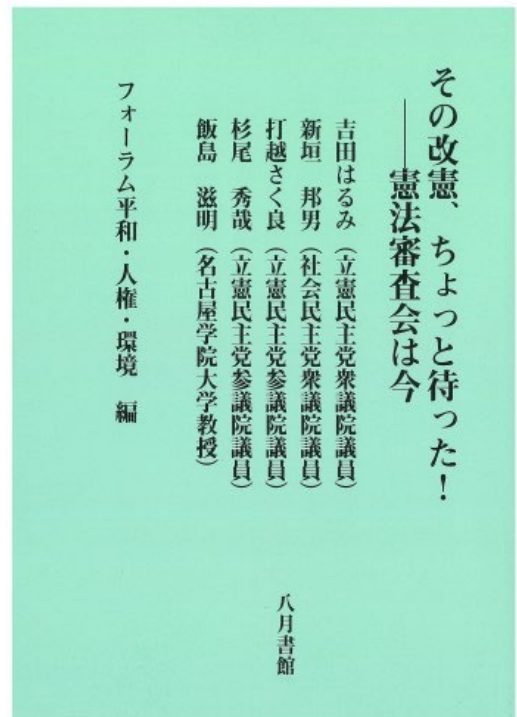 その改憲、ちょっと待った！
――憲法審査会は今
吉田はるみ（立憲民主党衆議院議員）
新垣　邦男（社会民主党衆議院議員）
打越さく良（立憲民主党参議院議員）
杉尾　秀哉（立憲民主党参議院議員）
飯島　滋明（名古屋学院大学教授）
フォーラム平和・人権・環境　編
八月書館